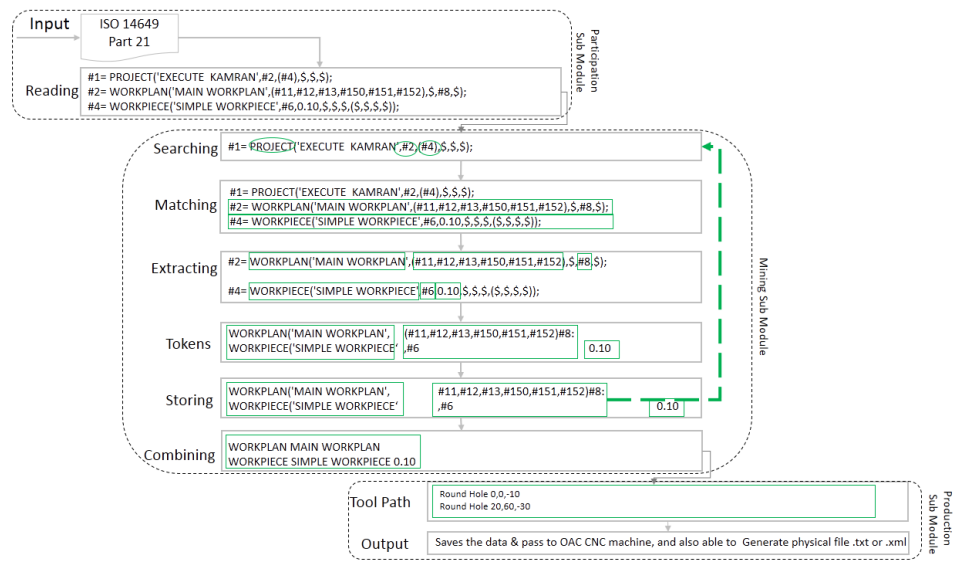 Input
ISO 14649
Part 21
Participation
Sub Module
Reading
#1= PROJECT('EXECUTE  KAMRAN',#2,(#4),$,$,$);
#2= WORKPLAN('MAIN WORKPLAN',(#11,#12,#13,#150,#151,#152),$,#8,$);
#4= WORKPIECE('SIMPLE WORKPIECE',#6,0.10,$,$,$,($,$,$,$));
Searching
#1= PROJECT('EXECUTE  KAMRAN',#2,(#4),$,$,$);
Matching
#1= PROJECT('EXECUTE  KAMRAN',#2,(#4),$,$,$);
#2= WORKPLAN('MAIN WORKPLAN',(#11,#12,#13,#150,#151,#152),$,#8,$);
#4= WORKPIECE('SIMPLE WORKPIECE',#6,0.10,$,$,$,($,$,$,$));
Extracting
#2= WORKPLAN('MAIN WORKPLAN',(#11,#12,#13,#150,#151,#152),$,#8,$);
#4= WORKPIECE('SIMPLE WORKPIECE',#6,0.10,$,$,$,($,$,$,$));
Mining Sub Module
Tokens
WORKPLAN('MAIN WORKPLAN', (#11,#12,#13,#150,#151,#152)#8:
WORKPIECE('SIMPLE WORKPIECE' ,#6 0.10
Storing
WORKPLAN('MAIN WORKPLAN', #11,#12,#13,#150,#151,#152)#8:
WORKPIECE('SIMPLE WORKPIECE' ,#6 0.10
Combining
WORKPLAN MAIN WORKPLAN
WORKPIECE SIMPLE WORKPIECE 0.10
Production
Sub Module
Tool Path
Round Hole 0,0,-10
Round Hole 20,60,-30
Output
Saves the data & pass to OAC CNC machine, and also able to  Generate physical file .txt or .xml